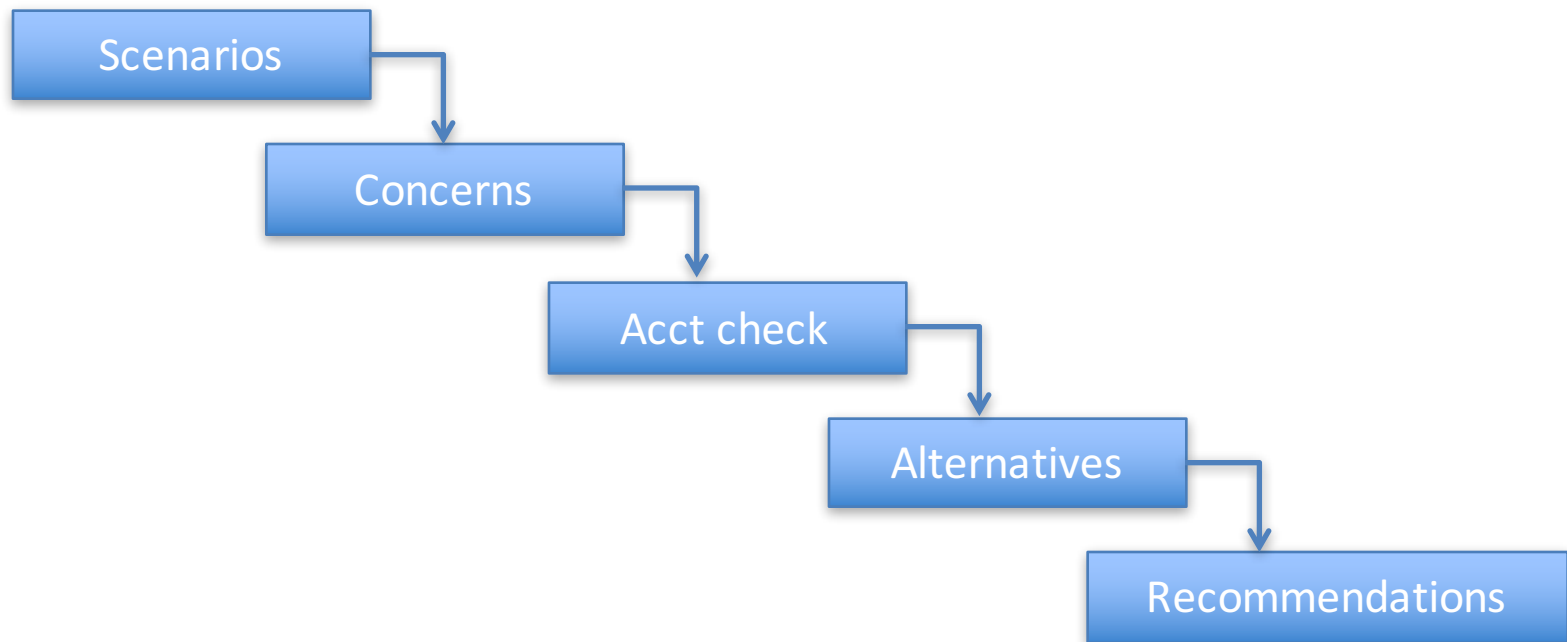 Scenarios
Concerns
Acct check
Alternatives
Recommendations